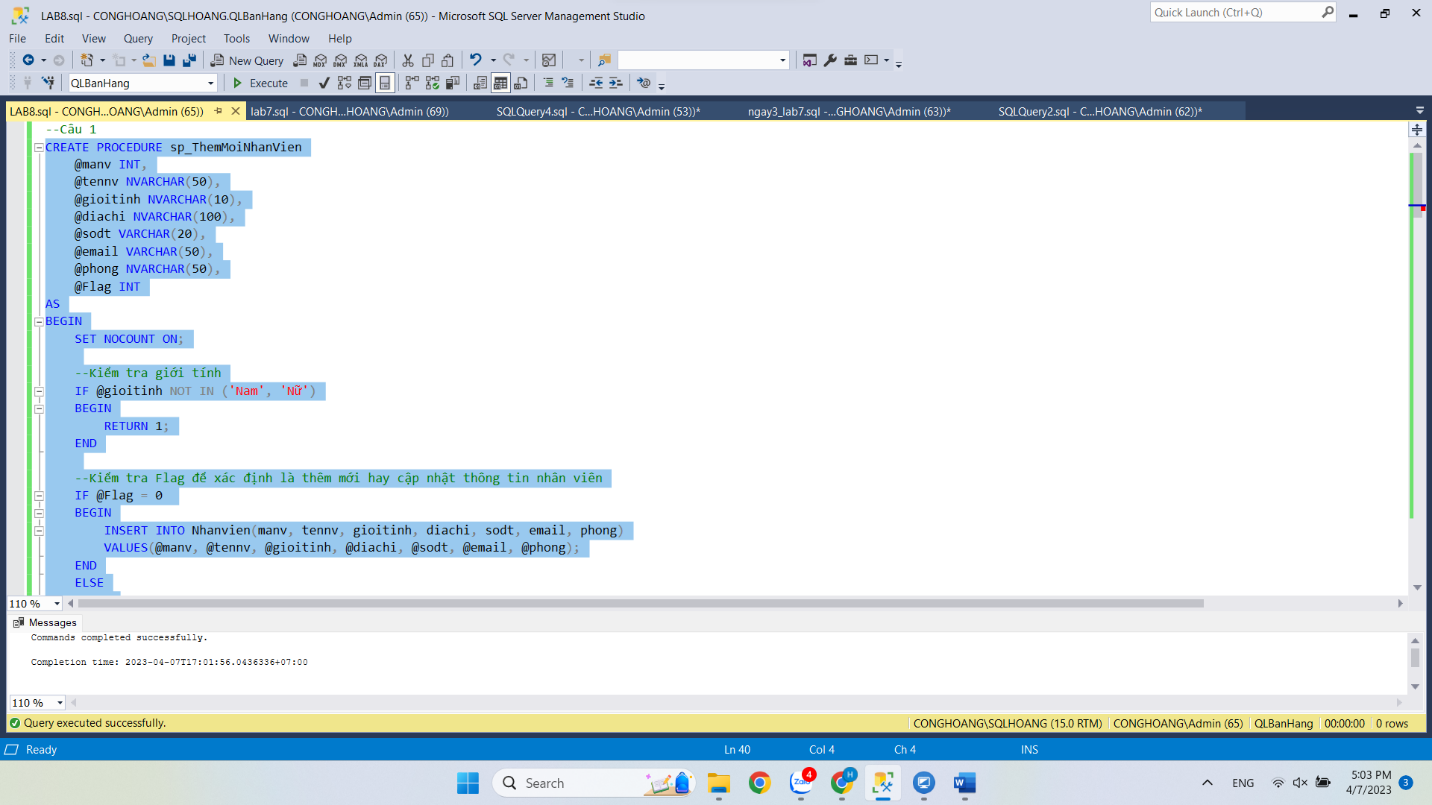 LAB8.sql - CONGHOANG\SQLHOANG.QLBanHang (CONGHOANG\Admin (65)) - Microsoft SQL Server Management Studio
Quick Launch (Ctrl+Q)
File Edit View Query Project Tools Window Help
New Query
QLBanHang
Execute
LAB8.sql - CONGH...OANG\Admin (65))
lab7.sql - CONGH...HOANG\Admin (69))
SQLQuery4.sql - C...HOANG\Admin (53))*
ngay3_lab7.sql -...GHOANG\Admin (63))*
SQLQuery2.sql - C...HOANG\Admin (62))*
--Câu 1
CREATE PROCEDURE sp_ThemMoiNhanVien
@manv INT,
@tennv NVARCHAR(50),
@gioitinh NVARCHAR(10),
@diachi NVARCHAR(100),
@sodt VARCHAR(20),
@email VARCHAR(50),
@phong NVARCHAR(50),
@Flag INT
AS
BEGIN
SET NOCOUNT ON;
--Kiểm tra giới tính
IF @gioitinh NOT IN ('Nam', 'Nữ')
BEGIN
RETURN 1;
END
--Kiểm tra Flag để xác định là thêm mới hay cập nhật thông tin nhân viên
IF @Flag = 0
BEGIN
INSERT INTO Nhanvien(manv, tennv, gioitinh, diachi, sodt, email, phong)
VALUES(@manv, @tennv, @gioitinh, @diachi, @sodt, @email, @phong);
END
ELSE
110 %
Messages
Commands completed successfully.
Completion time: 2023-04-07T17:01:56.0436336+07:00
110 %
Query executed successfully.
CONGHOANG\SQLHOANG (15.0 RTM) CONGHOANG\Admin (65) QLBanHang 00:00:00 0 rows
Ready Ln 40 Col 4 Ch 4 INS
Search
Zalo
4
H
ENG
5:03 PM
4/7/2023
3